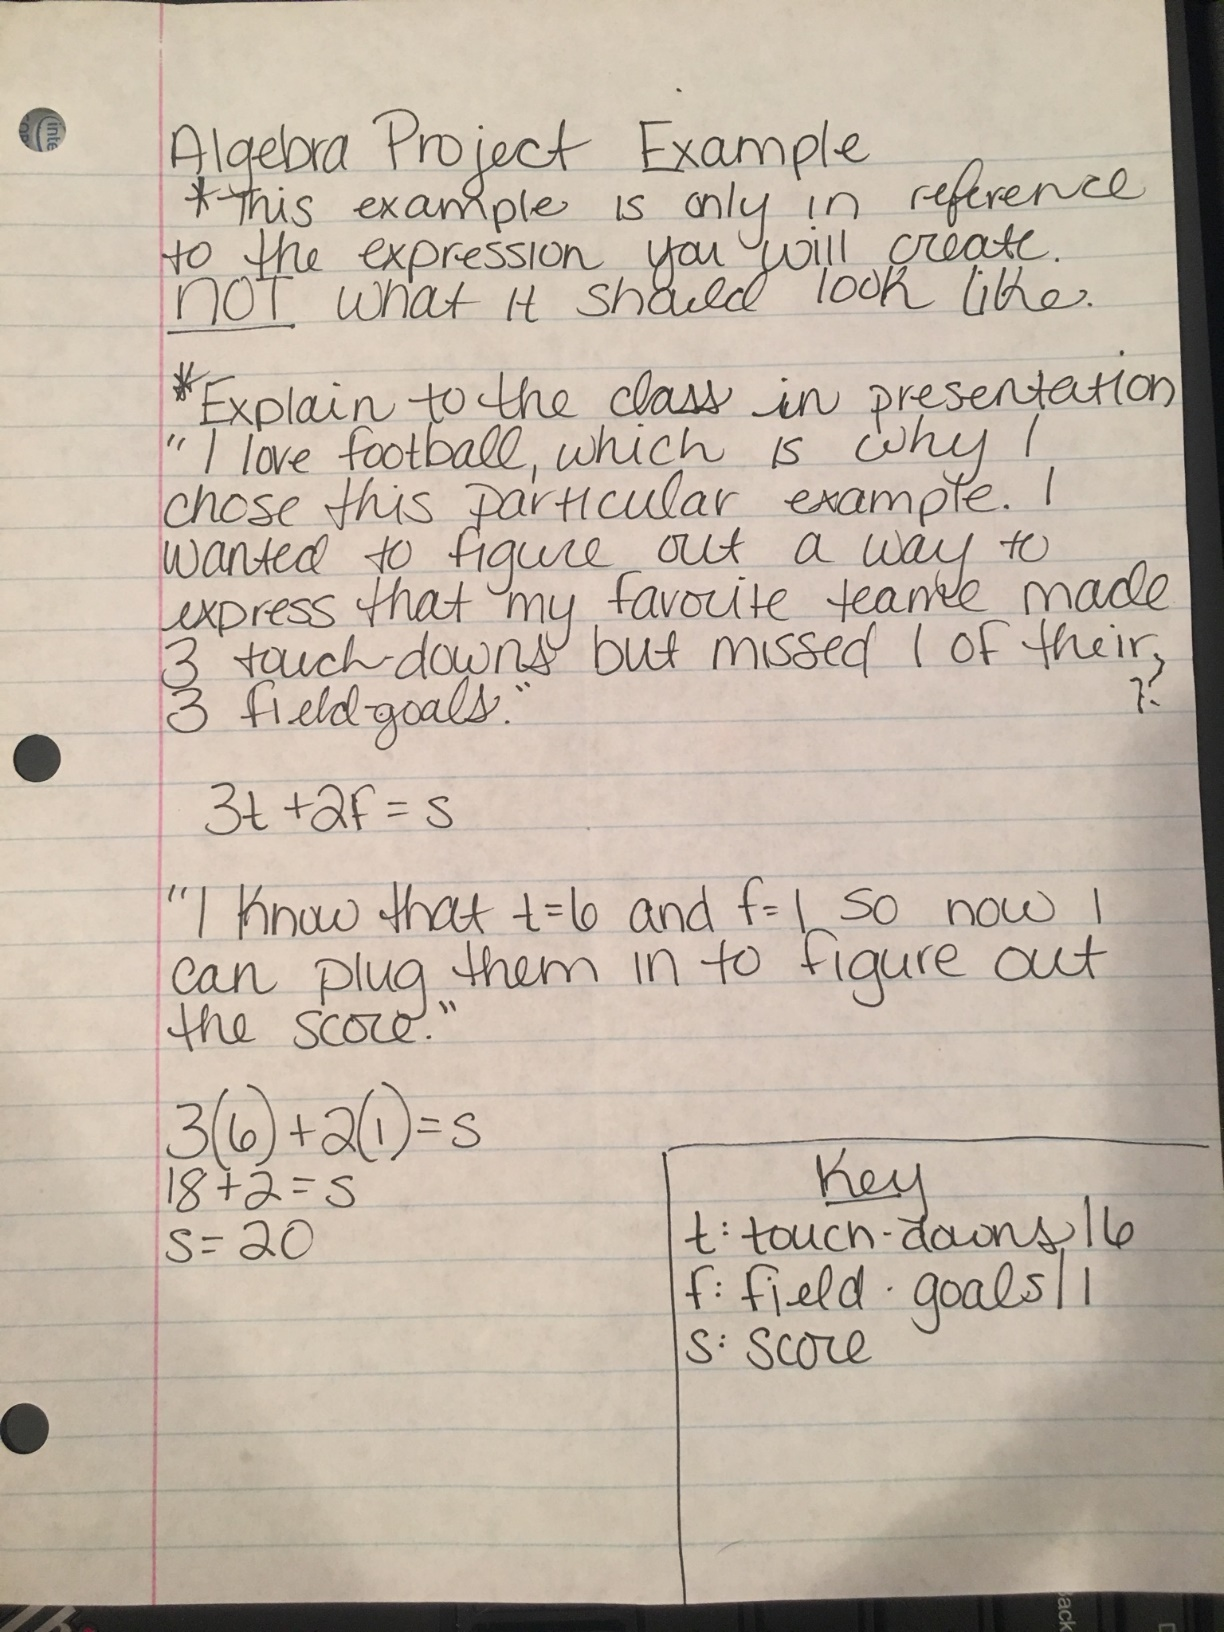 Algebra Project Example
*This example is only in reference
to the expression you will create.
NOT what it should look like.
*Explain to the class in presentation
"I love football, which is why I
chose this particular example. I
wanted to figure out a way to
express that my favorite team made
3 touch-downs but missed 1 of their
3 field-goals."
3t + 2f = s
"I know that t=6 and f=1 so now I
can plug them in to figure out
the score."
3(6) + 2(1) = s
18 + 2 = s
s = 20
Key
t: touch-downs | 6
f: field-goals | 1
s: score